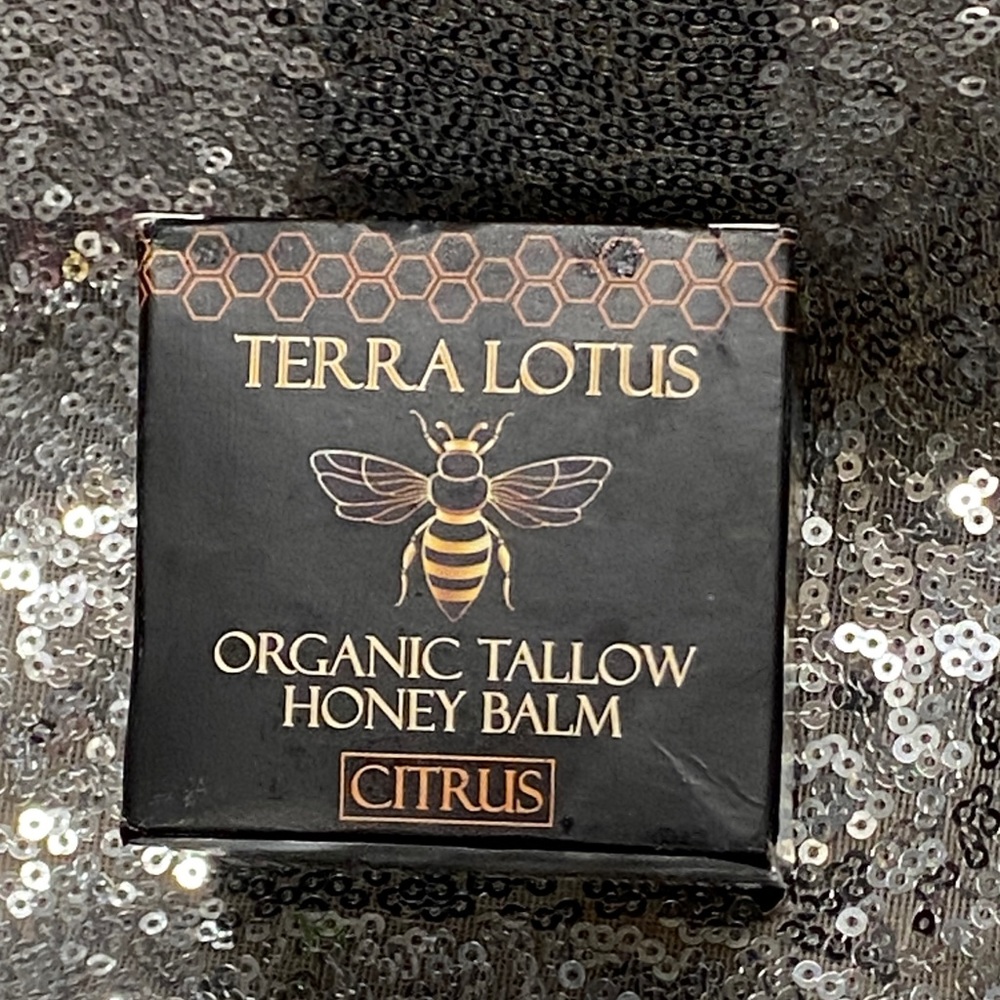 TERRA LOTUS
ORGANIC TALLOW
HONEY BALM
CITRUS